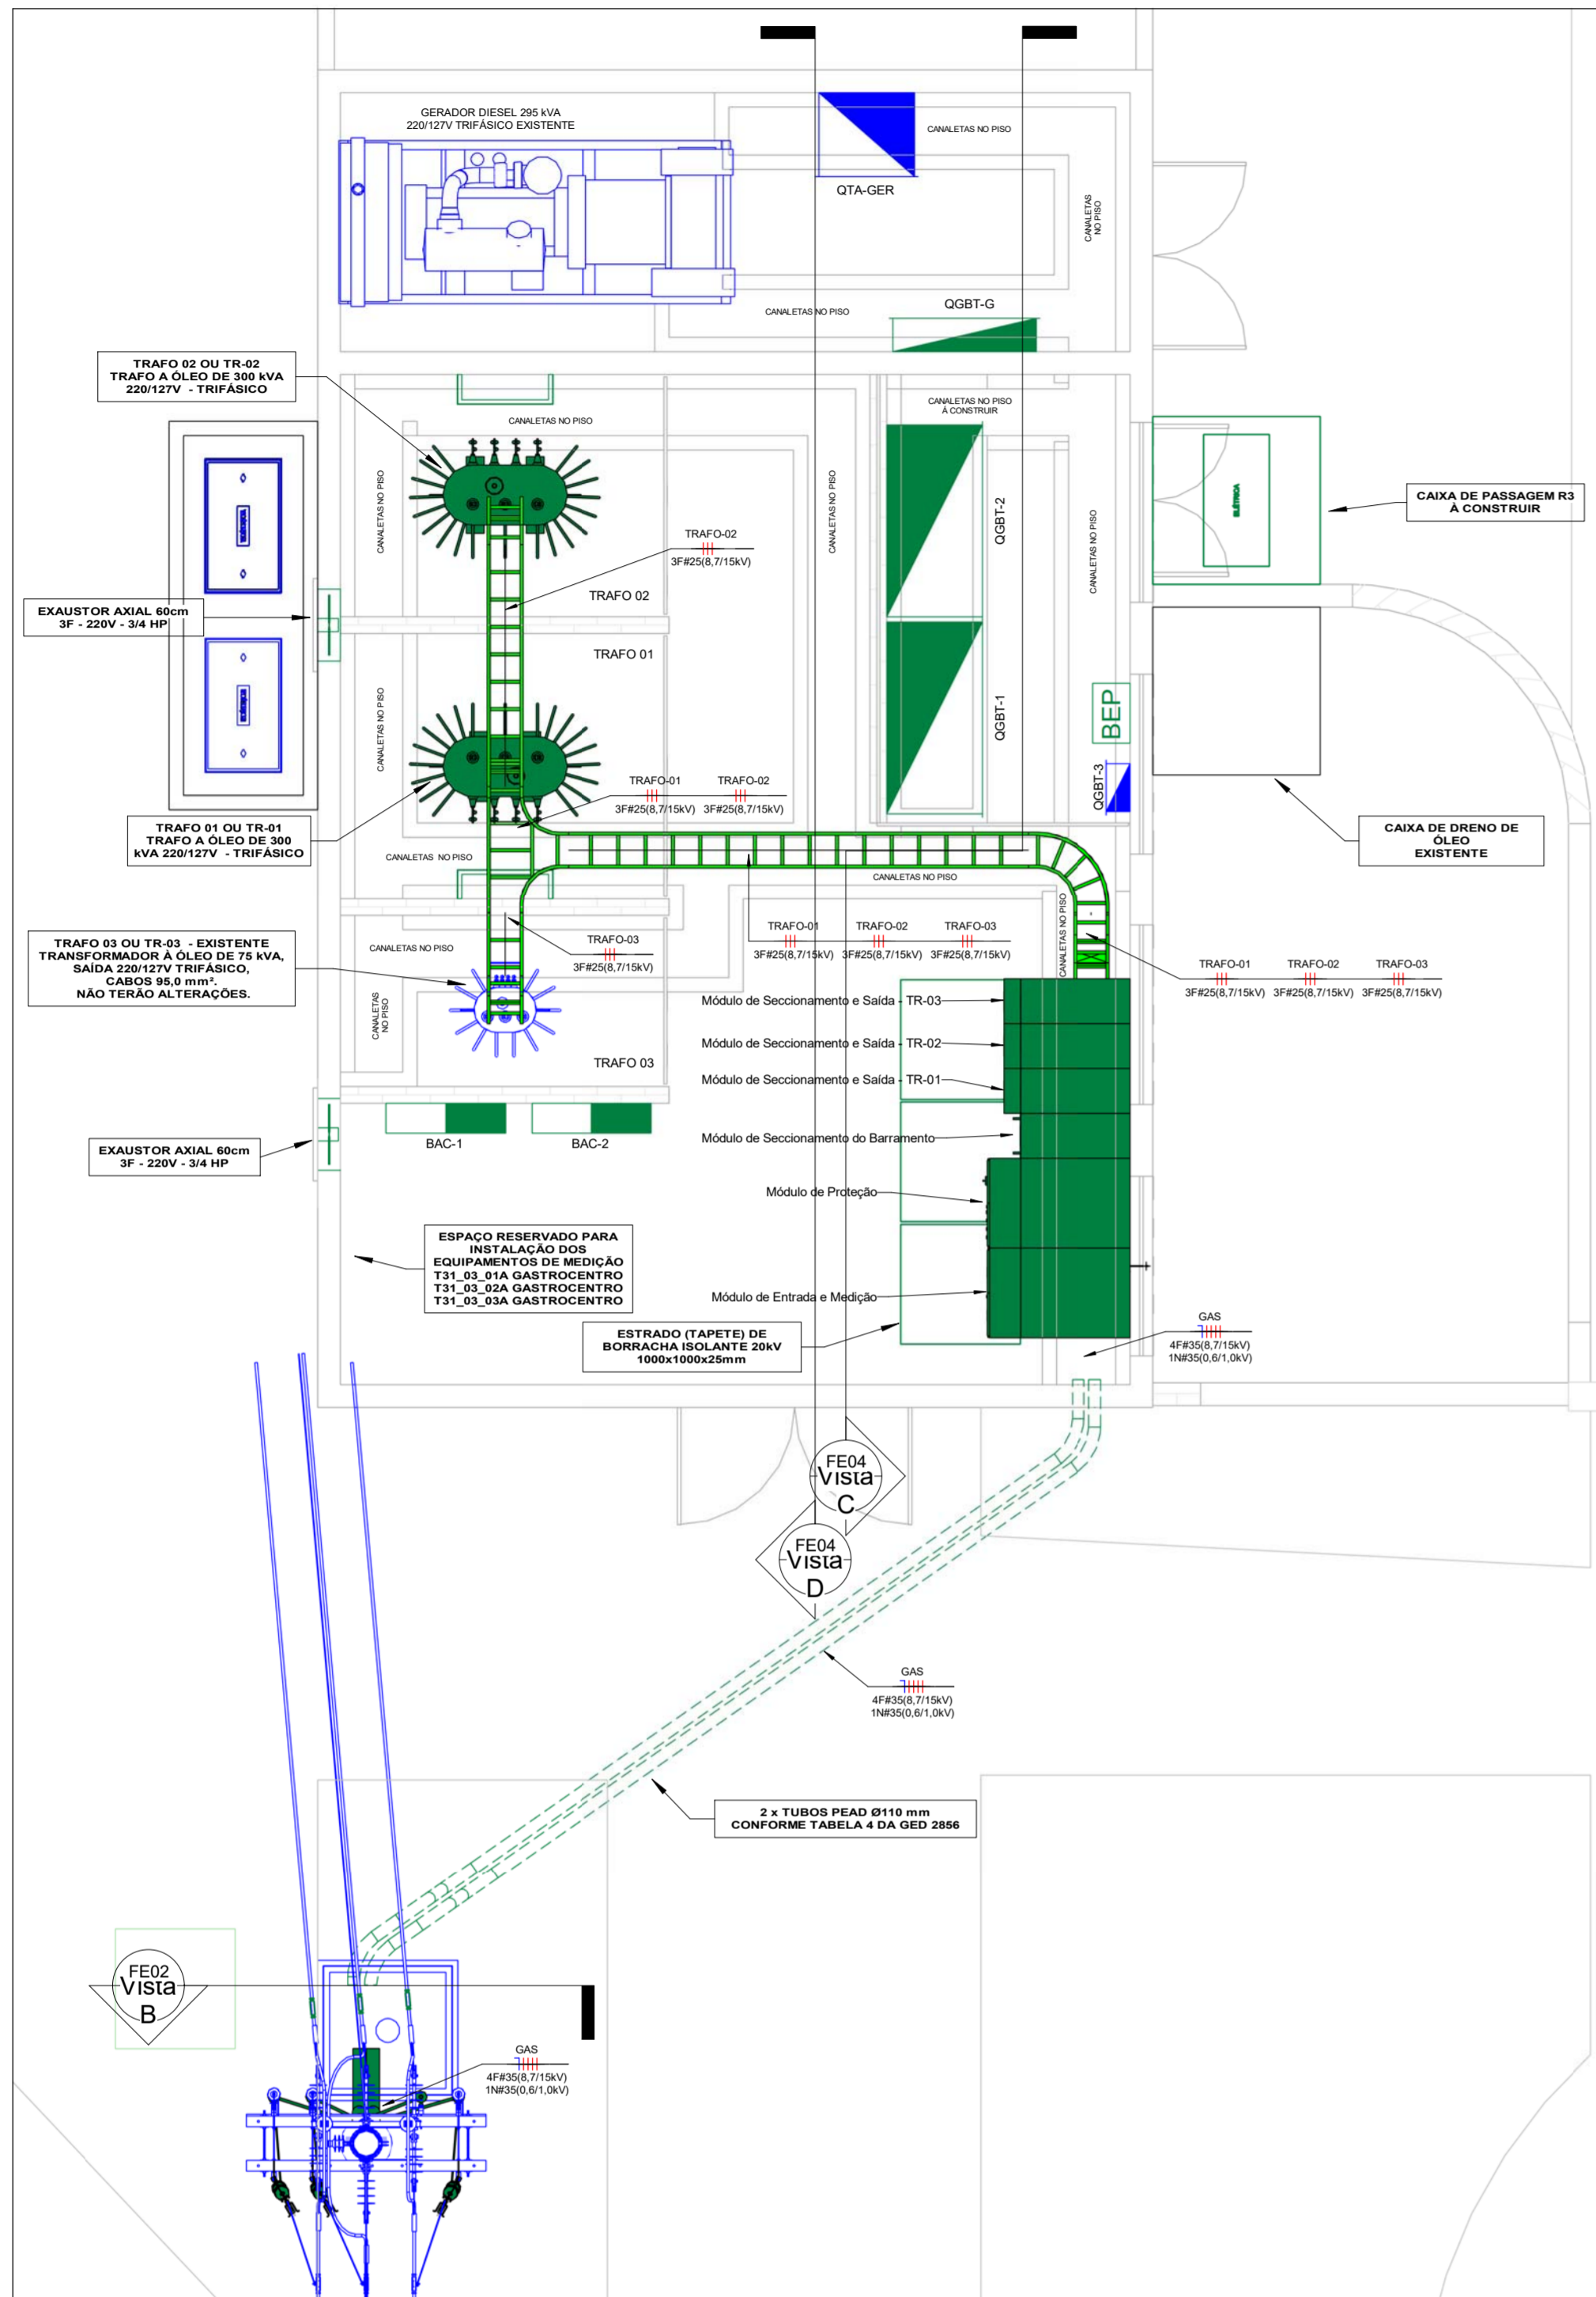 GERADOR DIESEL 295 kVA
220/127V TRIFÁSICO EXISTENTE
CANALETAS NO PISO
QTA-GER
CANALETAS
NO PISO
CANALETAS NO PISO
QGBT-G
TRAFO 02 OU TR-02
TRAFO A ÓLEO DE 300 kVA
220/127V - TRIFÁSICO
CANALETAS NO PISO
CANALETAS NO PISO
À CONSTRUIR
CANALETAS NO PISO
CANALETAS NO PISO
QGBT-2
CANALETAS NO PISO
ELÉTRICA
CAIXA DE PASSAGEM R3
À CONSTRUIR
TRAFO-02
3F#25(8,7/15kV)
TRAFO 02
EXAUSTOR AXIAL 60cm
3F - 220V - 3/4 HP
TRAFO 01
CANALETAS NO PISO
QGBT-1
BEP
QGBT-3
TRAFO-01
3F#25(8,7/15kV)
TRAFO-02
3F#25(8,7/15kV)
TRAFO 01 OU TR-01
TRAFO A ÓLEO DE 300
kVA 220/127V - TRIFÁSICO
CAIXA DE DRENO DE
ÓLEO
EXISTENTE
CANALETAS NO PISO
CANALETAS NO PISO
CANALETAS NO PISO
TRAFO 03 OU TR-03 - EXISTENTE
TRANSFORMADOR À ÓLEO DE 75 kVA,
SAÍDA 220/127V TRIFÁSICO,
CABOS 95,0 mm².
NÃO TERÃO ALTERAÇÕES.
CANALETAS NO PISO
TRAFO-03
3F#25(8,7/15kV)
TRAFO-01
3F#25(8,7/15kV)
TRAFO-02
3F#25(8,7/15kV)
TRAFO-03
3F#25(8,7/15kV)
TRAFO-01
3F#25(8,7/15kV)
TRAFO-02
3F#25(8,7/15kV)
TRAFO-03
3F#25(8,7/15kV)
CANALETAS
NO PISO
TRAFO 03
Módulo de Seccionamento e Saída - TR-03
Módulo de Seccionamento e Saída - TR-02
Módulo de Seccionamento e Saída - TR-01
Módulo de Seccionamento do Barramento
Módulo de Proteção
Módulo de Entrada e Medição
BAC-1
BAC-2
EXAUSTOR AXIAL 60cm
3F - 220V - 3/4 HP
ESPAÇO RESERVADO PARA
INSTALAÇÃO DOS
EQUIPAMENTOS DE MEDIÇÃO
T31_03_01A GASTROCENTRO
T31_03_02A GASTROCENTRO
T31_03_03A GASTROCENTRO
ESTRADO (TAPETE) DE
BORRACHA ISOLANTE 20kV
1000x1000x25mm
GAS
4F#35(8,7/15kV)
1N#35(0,6/1,0kV)
FE04
Vista
C
FE04
Vista
D
GAS
4F#35(8,7/15kV)
1N#35(0,6/1,0kV)
2 x TUBOS PEAD Ø110 mm
CONFORME TABELA 4 DA GED 2856
FE02
Vista
B
GAS
4F#35(8,7/15kV)
1N#35(0,6/1,0kV)